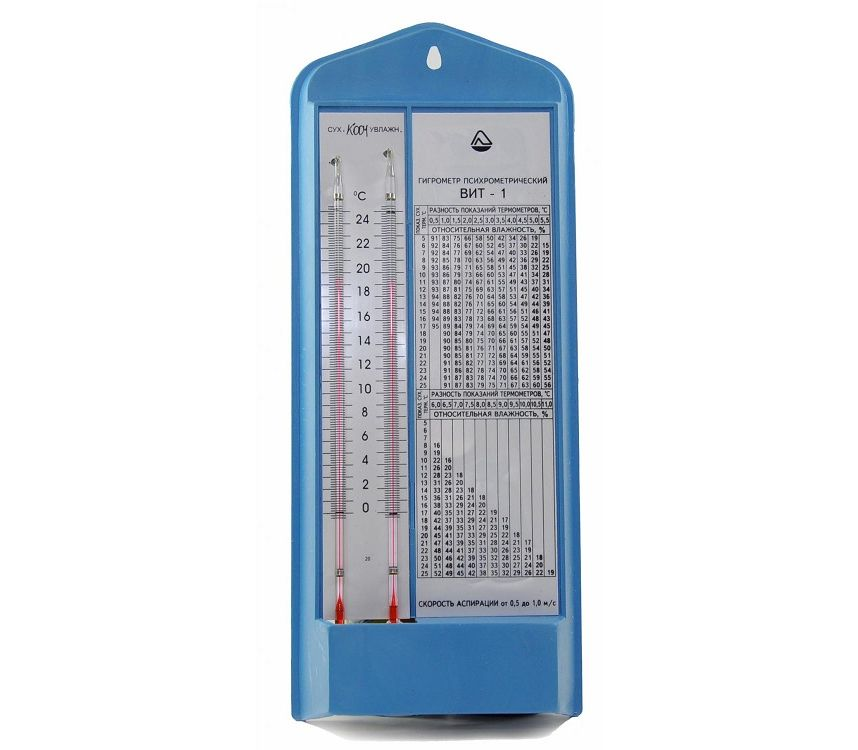 СУХ. К004 УВЛАЖН.
°C
24
22
20
18
16
14
12
10
8
6
4
2
0
20
ГИГРОМЕТР ПСИХРОМЕТРИЧЕСКИЙ
ВИТ - 1
ПОКАЗ. СУХ. ТЕРМ. °C
РАЗНОСТЬ ПОКАЗАНИЙ ТЕРМОМЕТРОВ, °C
0,5 1,0 1,5 2,0 2,5 3,0 3,5 4,0 4,5 5,0 5,5
ОТНОСИТЕЛЬНАЯ ВЛАЖНОСТЬ, %
5 91 83 75 66 58 50 42 34 26 19
6 92 84 76 67 60 52 45 37 30 22 15
7 92 84 77 69 62 54 47 40 33 26 19
8 92 85 78 70 63 56 49 42 36 29 22
9 92 86 79 71 65 58 51 45 38 32 25
10 93 86 79 73 66 60 54 47 41 34 28
11 93 87 80 74 67 61 55 49 43 37 31
12 93 87 81 75 69 63 57 51 45 40 34
13 94 88 82 76 70 64 58 53 47 42 36
14 94 88 82 76 71 65 60 54 49 44 39
15 94 88 83 77 72 66 61 56 51 46 41
16 94 89 83 78 73 68 63 57 52 48 43
17 95 89 84 79 74 69 64 59 54 49 45
18 90 84 79 74 70 65 60 55 51 47
19 90 85 80 75 70 66 61 57 52 48
20 90 85 81 76 71 67 63 58 54 50
21 90 85 81 77 72 68 64 59 55 51
22 91 85 82 77 73 69 64 61 56 52
23 91 86 82 78 74 70 65 62 58 54
24 91 87 82 78 74 70 66 62 59 55
25 91 87 83 79 75 71 67 63 60 56
ПОКАЗ. СУХ. ТЕРМ. °C
РАЗНОСТЬ ПОКАЗАНИЙ ТЕРМОМЕТРОВ, °C
6,0 6,5 7,0 7,5 8,0 8,5 9,0 9,5 10,0 10,5 11,0
ОТНОСИТЕЛЬНАЯ ВЛАЖНОСТЬ, %
5
6
7
8 16
9 19
10 22 16
11 26 20
12 28 23 18
13 31 26 20
14 33 28 23 18
15 36 31 26 21 18
16 38 33 28 24 20
17 40 35 31 27 22 19
18 42 37 33 29 24 21 17
19 44 39 35 31 27 23 19
20 45 41 37 33 28 25 22 18
21 47 43 39 35 31 28 24 21 17
22 48 44 41 37 33 30 26 23 19
23 50 46 42 39 35 32 28 25 21 18
24 51 48 44 40 37 34 30 27 24 20
25 52 49 45 42 38 35 32 29 26 22 19
СКОРОСТЬ АСПИРАЦИИ от 0,5 до 1,0 м/с